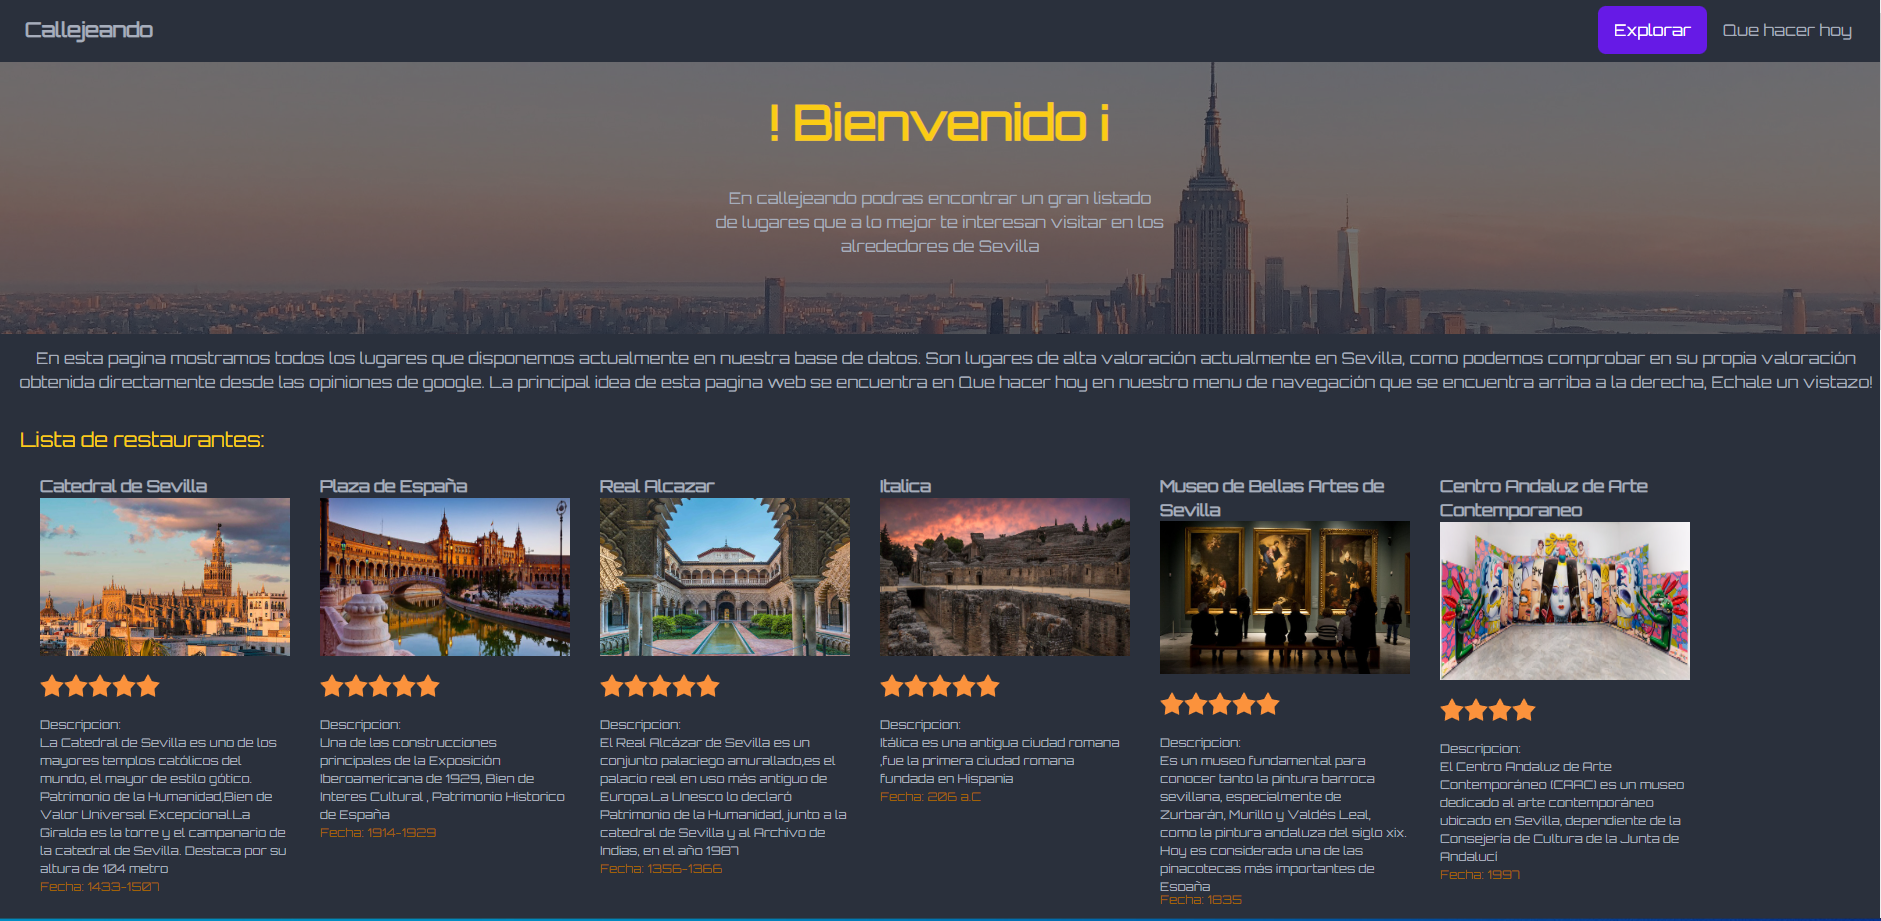 Callejeando
Explorar
Que hacer hoy
! Bienvenido ¡
En callejeando podras encontrar un gran listado
de lugares que a lo mejor te interesan visitar en los
alrededores de Sevilla
En esta pagina mostramos todos los lugares que disponemos actualmente en nuestra base de datos. Son lugares de alta valoración actualmente en Sevilla, como podemos comprobar en su propia valoración
obtenida directamente desde las opiniones de google. La principal idea de esta pagina web se encuentra en Que hacer hoy en nuestro menu de navegación que se encuentra arriba a la derecha, Echale un vistazo!
Lista de restaurantes:
Catedral de Sevilla
Descripcion:
La Catedral de Sevilla es uno de los
mayores templos católicos del
mundo, el mayor de estilo gótico.
Patrimonio de la Humanidad,Bien de
Valor Universal Excepcional.La
Giralda es la torre y el campanario de
la catedral de Sevilla. Destaca por su
altura de 104 metro
Fecha: 1433-1507
Plaza de España
Descripcion:
Una de las construcciones
principales de la Exposición
Iberoamericana de 1929, Bien de
Interes Cultural , Patrimonio Historico
de España
Fecha: 1914-1929
Real Alcazar
Descripcion:
El Real Alcázar de Sevilla es un
conjunto palaciego amurallado,es el
palacio real en uso más antiguo de
Europa.La Unesco lo declaró
Patrimonio de la Humanidad, junto a la
catedral de Sevilla y al Archivo de
Indias, en el año 1987
Fecha: 1356-1366
Italica
Descripcion:
Itálica es una antigua ciudad romana
,fue la primera ciudad romana
fundada en Hispania
Fecha: 206 a.C
Museo de Bellas Artes de
Sevilla
Descripcion:
Es un museo fundamental para
conocer tanto la pintura barroca
sevillana, especialmente de
Zurbarán, Murillo y Valdés Leal,
como la pintura andaluza del siglo xix.
Hoy es considerada una de las
pinacotecas más importantes de
España
Fecha: 1835
Centro Andaluz de Arte
Contemporaneo
Descripcion:
El Centro Andaluz de Arte
Contemporáneo (CAAC) es un museo
dedicado al arte contemporáneo
ubicado en Sevilla, dependiente de la
Consejería de Cultura de la Junta de
Andalucí
Fecha: 1997